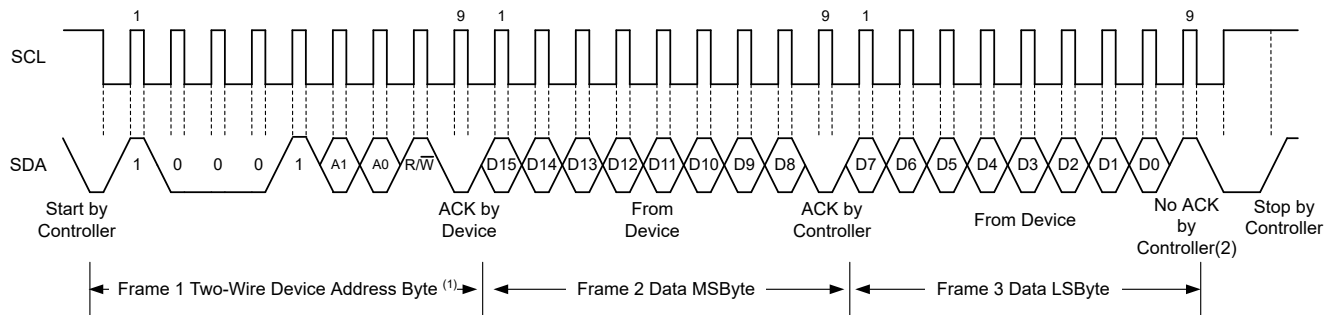 1 9 1 9 1 9
SCL
SDA
1 0 0 0 1 A1 A0 R/W̅ D15 D14 D13 D12 D11 D10 D9 D8 D7 D6 D5 D4 D3 D2 D1 D0
Start by
Controller
ACK by
Device
From
Device
ACK by
Controller
From Device
No ACK
by
Controller(2)
Stop by
Controller
Frame 1 Two-Wire Device Address Byte (1)
Frame 2 Data MSByte
Frame 3 Data LSByte